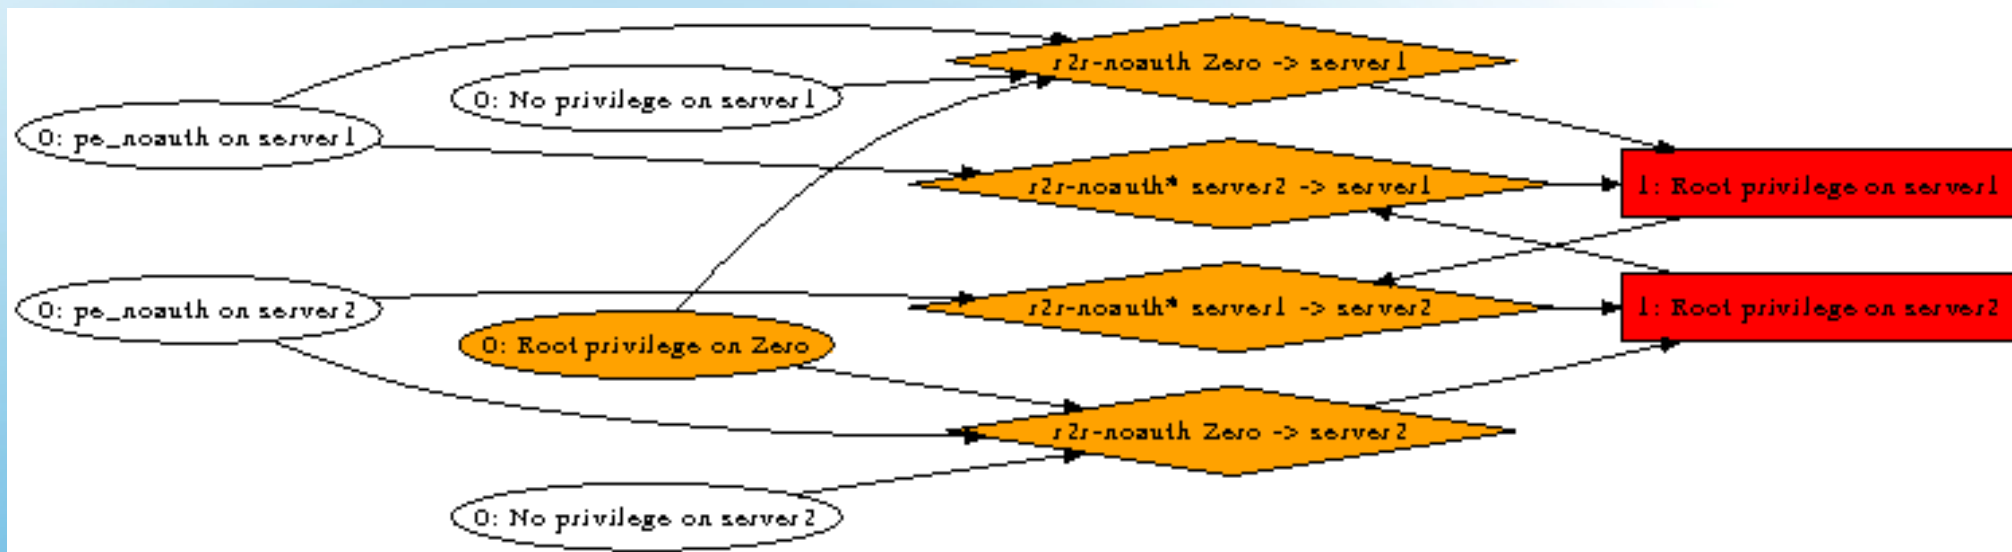 r2r-noauth Zero -> server1
0: No privilege on server1
0: pe_noauth on server1
r2r-noauth* server2 -> server1
1: Root privilege on server1
0: pe_noauth on server2
r2r-noauth* server1 -> server2
1: Root privilege on server2
0: Root privilege on Zero
r2r-noauth Zero -> server2
0: No privilege on server2